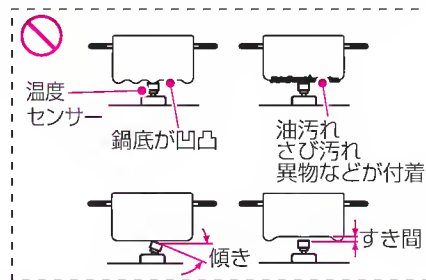 温度
センサー
鍋底が凹凸
油汚れ
さび汚れ
異物などが付着
傾き
すき間